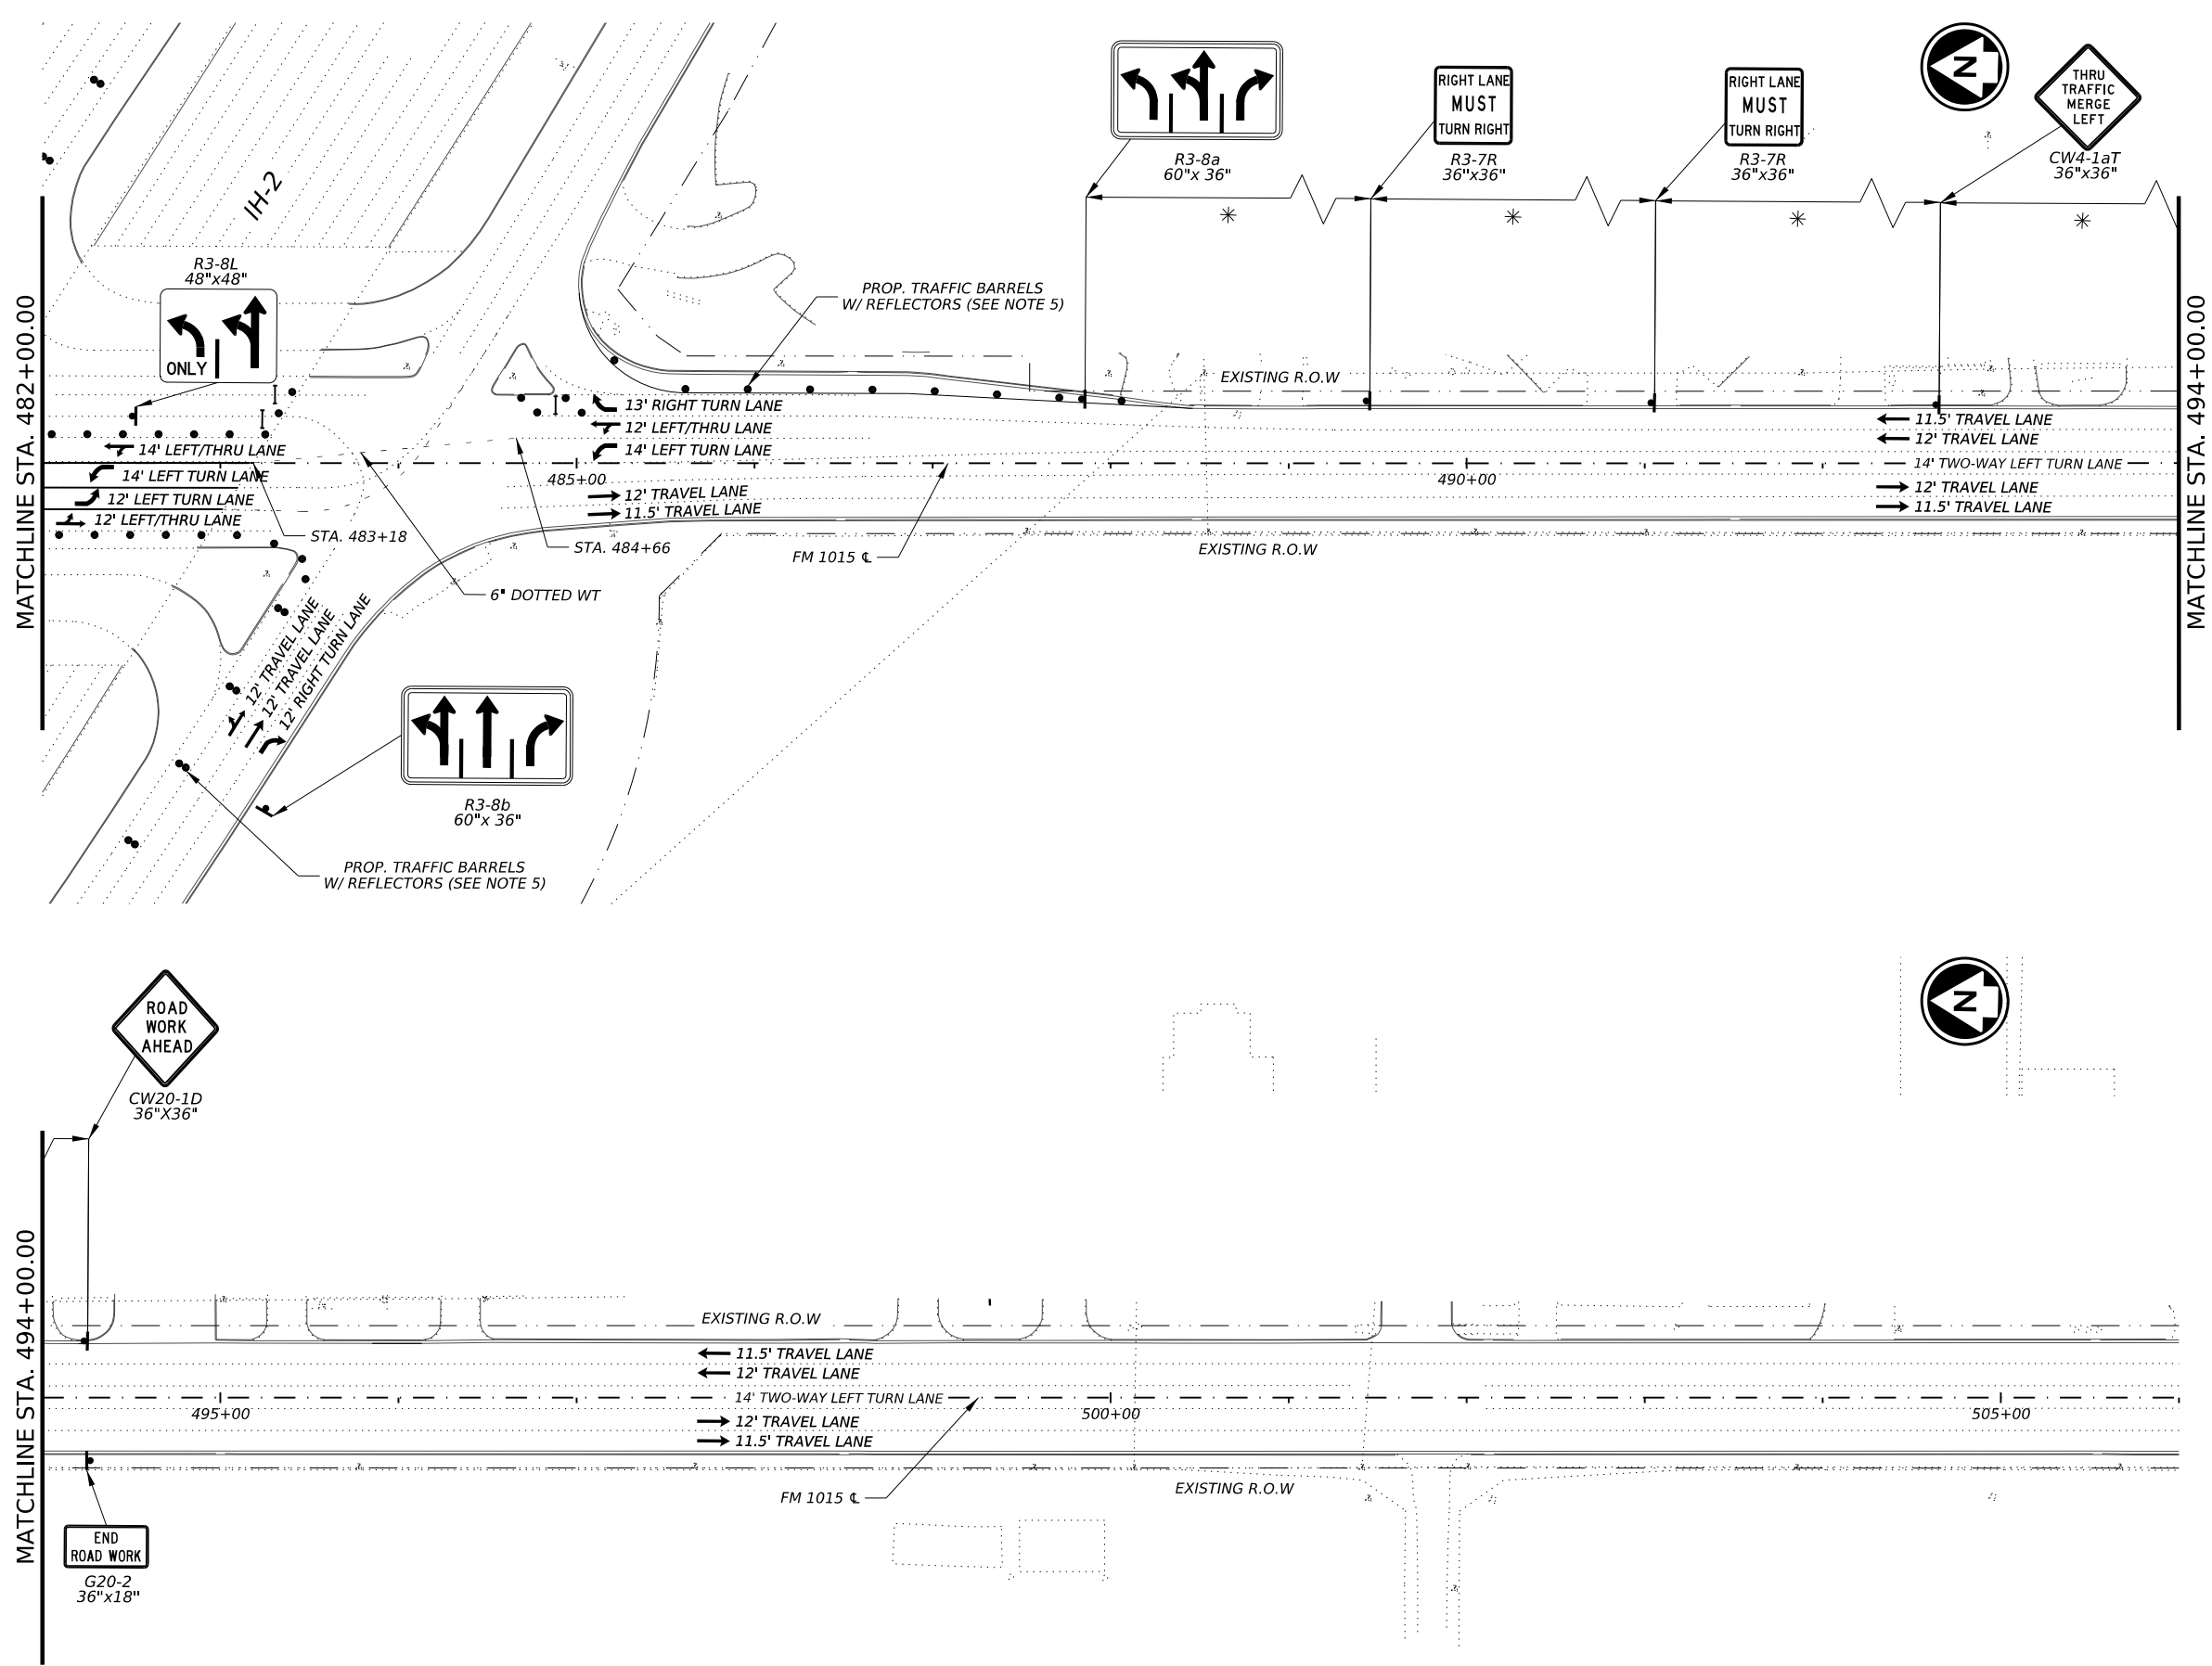 RIGHT LANE
MUST
TURN RIGHT
R3-7R
36"x36"
RIGHT LANE
MUST
TURN RIGHT
R3-7R
36"x36"
N
THRU
TRAFFIC
MERGE
LEFT
CW4-1aT
36"x36"
R3-8a
60"x 36"
IH-2
R3-8L
48"x48"
ONLY
PROP. TRAFFIC BARRELS
W/ REFLECTORS (SEE NOTE 5)
EXISTING R.O.W
MATCHLINE STA. 482+00.00
MATCHLINE STA. 494+00.00
13' RIGHT TURN LANE
12' LEFT/THRU LANE
14' LEFT TURN LANE
11.5' TRAVEL LANE
12' TRAVEL LANE
14' TWO-WAY LEFT TURN LANE
12' TRAVEL LANE
11.5' TRAVEL LANE
14' LEFT/THRU LANE
14' LEFT TURN LANE
12' LEFT TURN LANE
12' LEFT/THRU LANE
485+00
490+00
12' TRAVEL LANE
11.5' TRAVEL LANE
STA. 483+18
STA. 484+66
FM 1015 ℄
EXISTING R.O.W
6" DOTTED WT
12' TRAVEL LANE
12' TRAVEL LANE
12' RIGHT TURN LANE
R3-8b
60"x 36"
PROP. TRAFFIC BARRELS
W/ REFLECTORS (SEE NOTE 5)
ROAD
WORK
AHEAD
CW20-1D
36"X36"
N
MATCHLINE STA. 494+00.00
EXISTING R.O.W
11.5' TRAVEL LANE
12' TRAVEL LANE
14' TWO-WAY LEFT TURN LANE
495+00
500+00
505+00
12' TRAVEL LANE
11.5' TRAVEL LANE
FM 1015 ℄
EXISTING R.O.W
END
ROAD WORK
G20-2
36"x18"